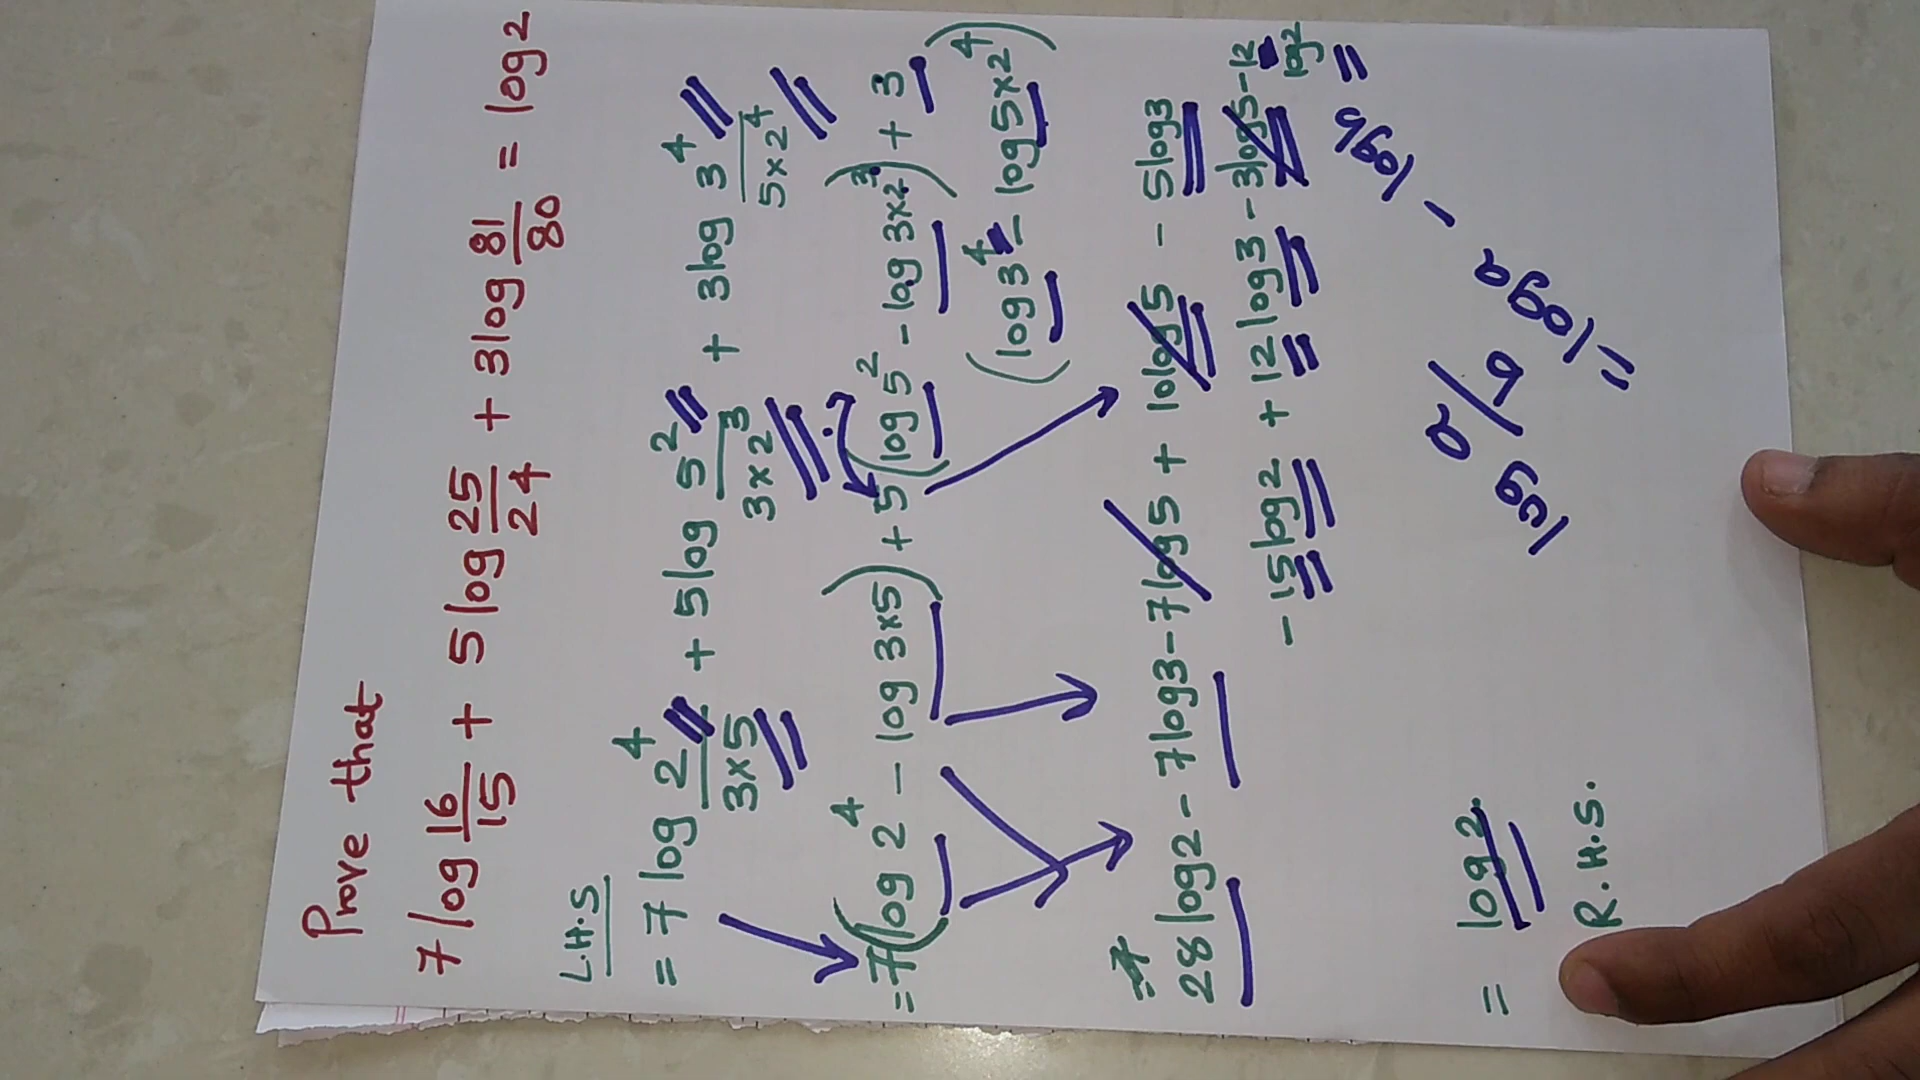 Prove that
7 log 16/15 + 5 log 25/24 + 3 log 81/80 = log 2
L.H.S
= 7 log 2⁴/3×5 + 5 log 5²/3×2³ + 3 log 3⁴/5×2⁴
= 7(log 2⁴ − log 3×5) + 5(log 5² − log 3×2³) + 3
(log 3⁴ − log 5×2⁴)
28 log 2 − 7 log 3 − 7 log 5 + 10 log 5 − 5 log 3
− 15 log 2 + 12 log 3 − 3 log 5 − 12
log 2
log a/b = log a − log b
= log 2.
R.H.S.